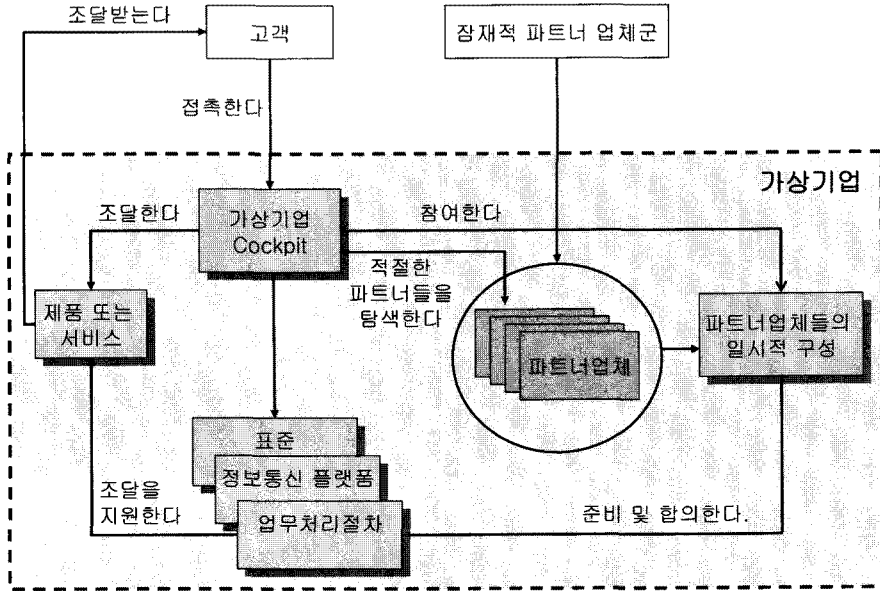 조달받는다
고객
잠재적 파트너 업체군
접촉한다
가상기업
조달한다
가상기업
Cockpit
참여한다
적절한
파트너들을
탐색한다
제품 또는
서비스
파트너업체
파트너업체들의
일시적 구성
표준
정보통신 플랫폼
업무처리절차
조달을
지원한다
준비 및 합의한다.